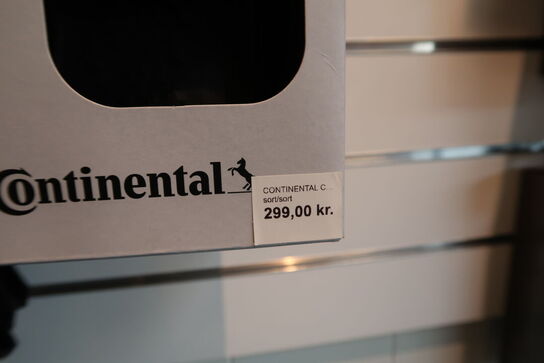 Continental
CONTINENTAL C...
sort/sort
299,00 kr.